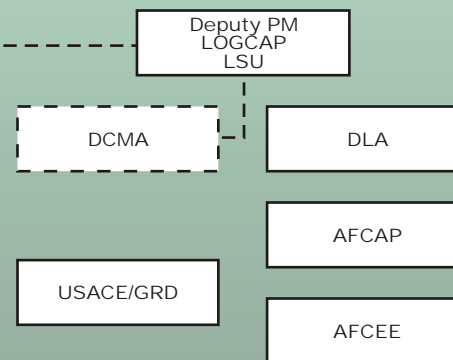 Deputy PM
LOGCAP
LSU
DCMA
DLA
AFCAP
USACE/GRD
AFCEE